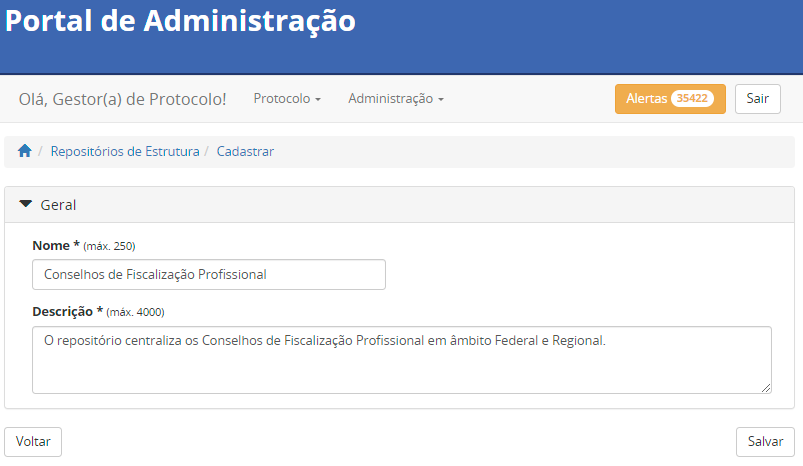 Portal de Administração
Olá, Gestor(a) de Protocolo! Protocolo Administração Alertas 35422 Sair
/ Repositórios de Estrutura / Cadastrar
Geral
Nome * (máx. 250)
Conselhos de Fiscalização Profissional
Descrição * (máx. 4000)
O repositório centraliza os Conselhos de Fiscalização Profissional em âmbito Federal e Regional.
Voltar Salvar